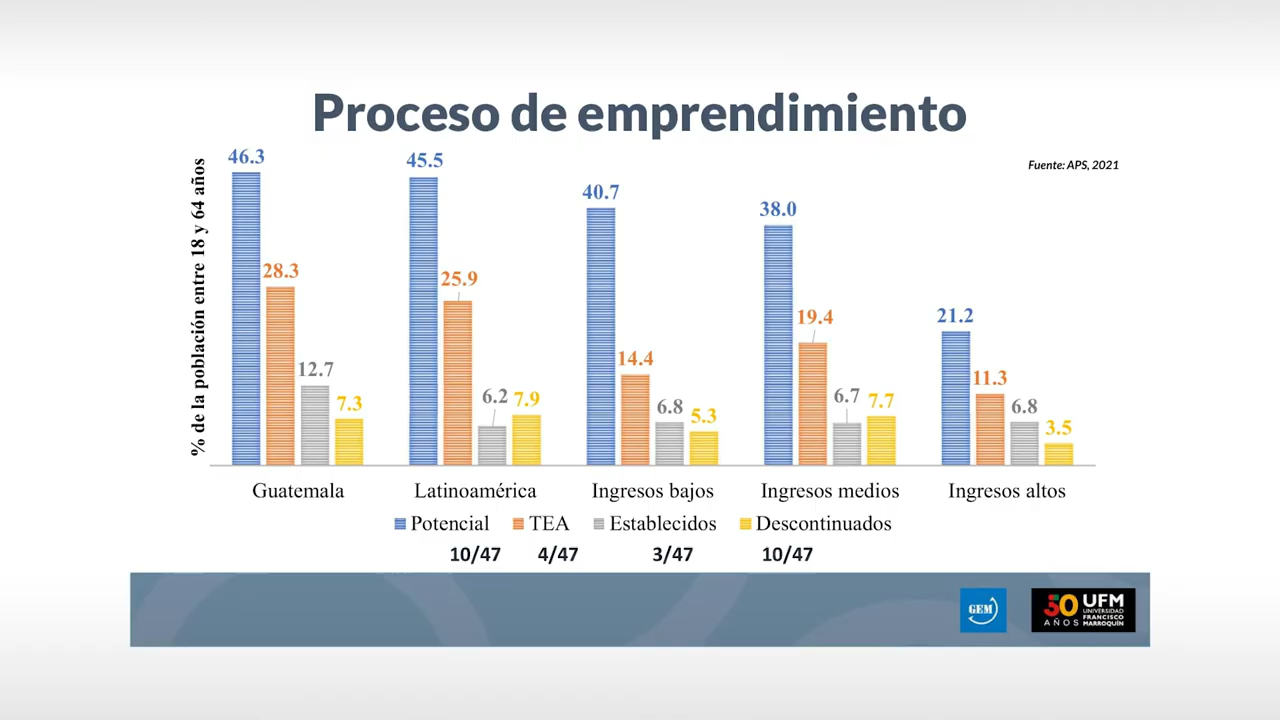 Proceso de emprendimiento
Fuente: APS, 2021
% de la población entre 18 y 64 años
46.3 28.3 12.7 7.3
45.5 25.9 6.2 7.9
40.7 14.4 6.8 5.3
38.0 19.4 6.7 7.7
21.2 11.3 6.8 3.5
Guatemala Latinoamérica Ingresos bajos Ingresos medios Ingresos altos
Potencial TEA Establecidos Descontinuados
10/47 4/47 3/47 10/47
GEM
50 AÑOS
UFM
UNIVERSIDAD
FRANCISCO
MARROQUÍN